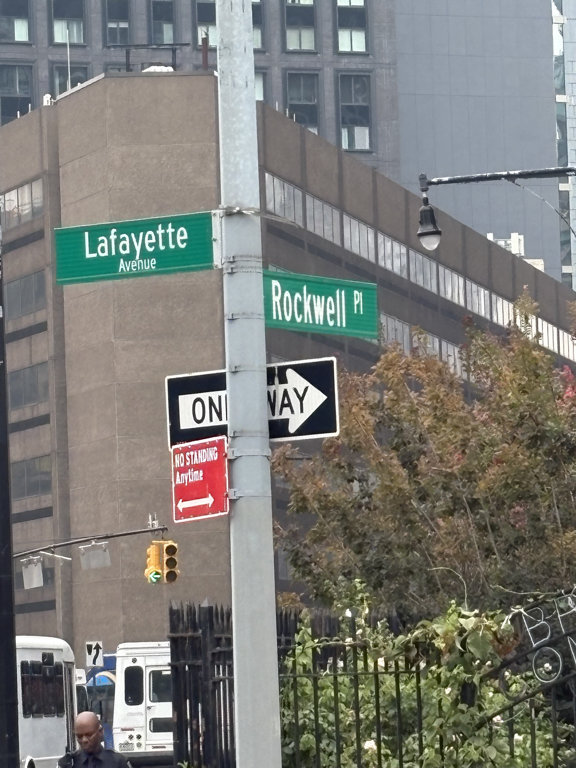 Lafayette
Avenue
Rockwell Pl
ONE WAY
NO STANDING
Anytime